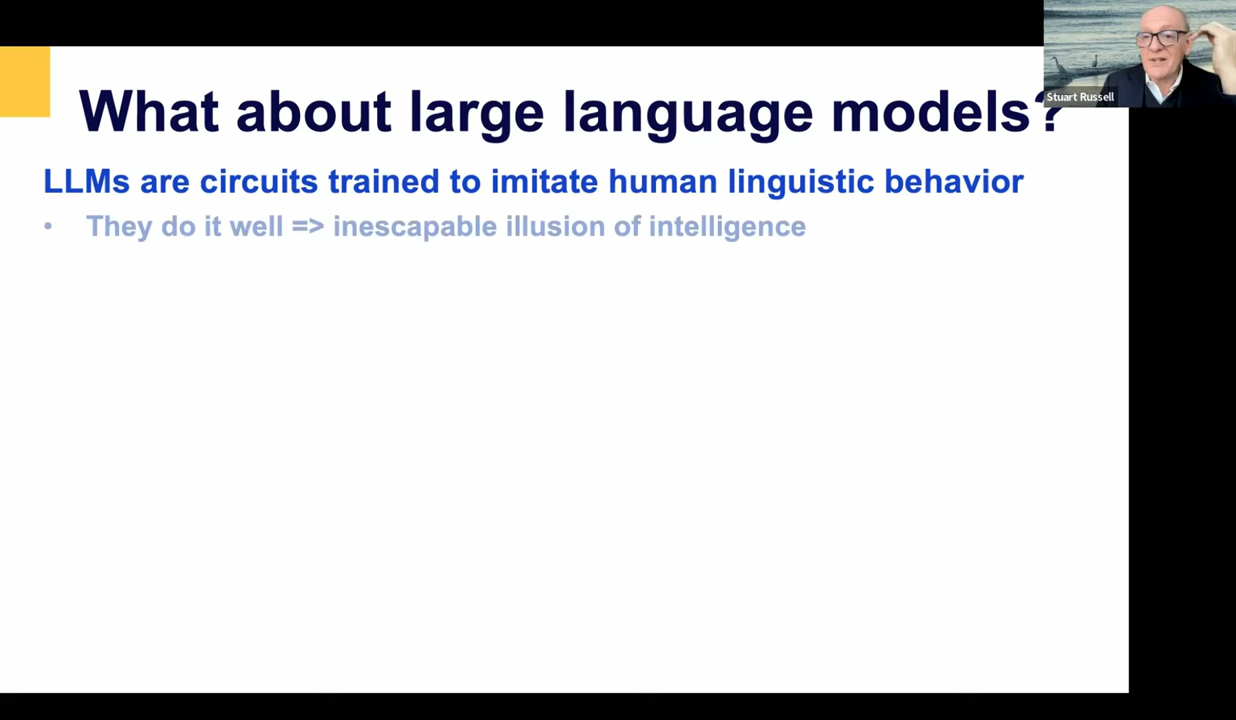 What about large language models?
Stuart Russell
LLMs are circuits trained to imitate human linguistic behavior
• They do it well => inescapable illusion of intelligence